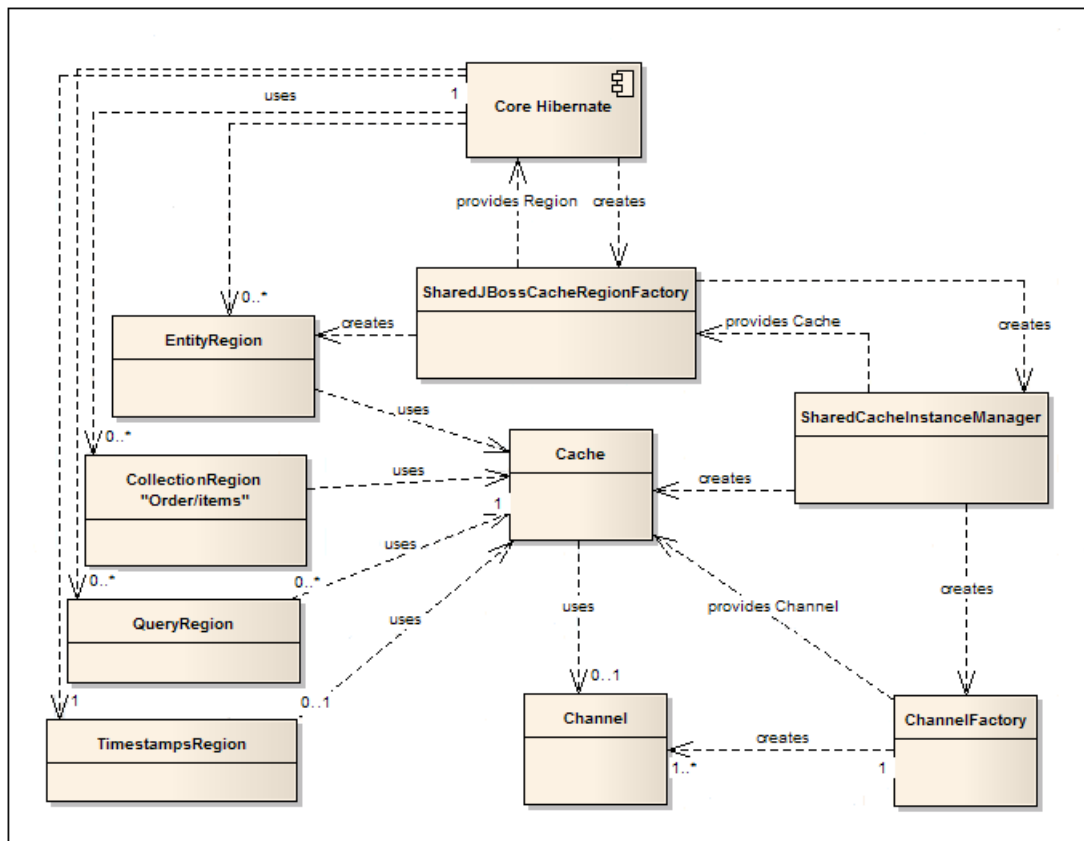 uses
1
Core Hibernate
provides Region
creates
0..*
SharedJBossCacheRegionFactory
EntityRegion
creates
provides Cache
creates
uses
SharedCacheInstanceManager
0..*
Cache
CollectionRegion
"Order/items"
uses
creates
1
uses
0..*
0..*
creates
QueryRegion
uses
uses
provides Channel
0..1
0..1
1
Channel
ChannelFactory
TimestampsRegion
creates
1..*
1